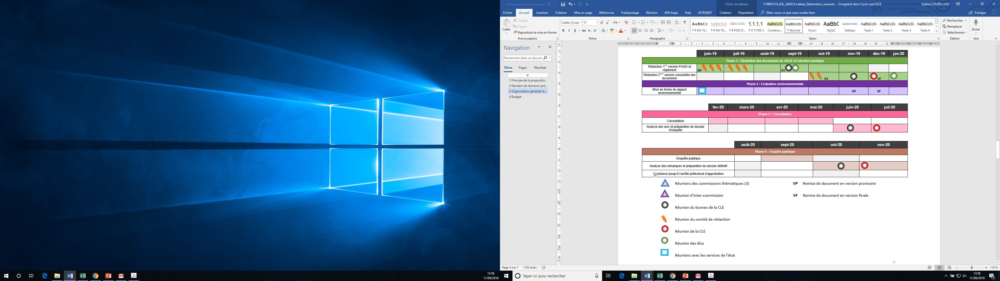 Enregistrement automatique
Outils de tableau
P18001319_ASL_SAGE 6 vallees_Elaboration_variante - Enregistré dans \\sce-caen\SCE
Solène COURILLEAU
Fichier Accueil Insertion Création Mise en page Références Publipostage Révision Affichage Aide ACROBAT Création Disposition Dites-nous ce que vous voulez faire Partager
Coller
Couper
Copier
Reproduire la mise en forme
Presse-papiers
Calibri (Corp 11
G I S abc x₂ x²
Police
Paragraphe
AaBbCc AaBbCcI AaBbCcDdEe 1.1.1.1 AaBbCcDc AaBbCcDc AaBbCcDc AaBbC AaBbCcDdEe AaBbCcDc AaBbCcDc AaBbCcDc AaBbCcDc
¶ # EN TE... ¶ # EN TE... ¶ # PIED D... ¶ # TITRE 3 Contenu... ¶ Normal Puce1 Style2 Tableau Texte 1 Texte 2 Texte 3 Texte 4
Styles
Rechercher
Remplacer
Sélectionner
Édition
Dicter
Voix
Navigation
Rechercher dans un docum
Titres Pages Résultats
1 Principe de la propositio...
2 Nombre de réunions pré...
3 Organisation générale d...
4 Budget
juin-19 juil-19 août-19 sept-19 oct-19 nov-19 dec-19 jan-20
Phase 3 : Rédaction des documents du SAGE et relecture juridique
Rédaction 1ère version PAGD et
règlement
VP V1
Rédaction 2ème version consolidée des
documents
V2 VF
Phase 4 : Evaluation environnementale
Mise en forme du rapport
environnemental
VP VF
fev-20 mars-20 avr-20 mai-20 juin-20 juil-20
Phase 5 : Consultation
Consultation
Analyse des avis et préparation du dossier
d'enquête
août-20 sept-20 oct-20 nov-20
Phase 6 : Enquête publique
Enquête publique
Analyse des remarques et préparation du dossier définitif
Assistance jusqu'à l'arrêté préfectoral d'approbation
Réunions des commissions thématiques (3)
VP Remise de document en version provisoire
Réunion d'inter-commission
VF Remise de document en version finale
Réunion du bureau de la CLE
Réunion du comité de rédaction
Réunion de la CLE
Réunion des élus
Réunions avec les services de l'état
Page 4 sur 7 1702 mots
110 %
13:58
11/09/2018
Taper ici pour rechercher
13:58
11/09/2018